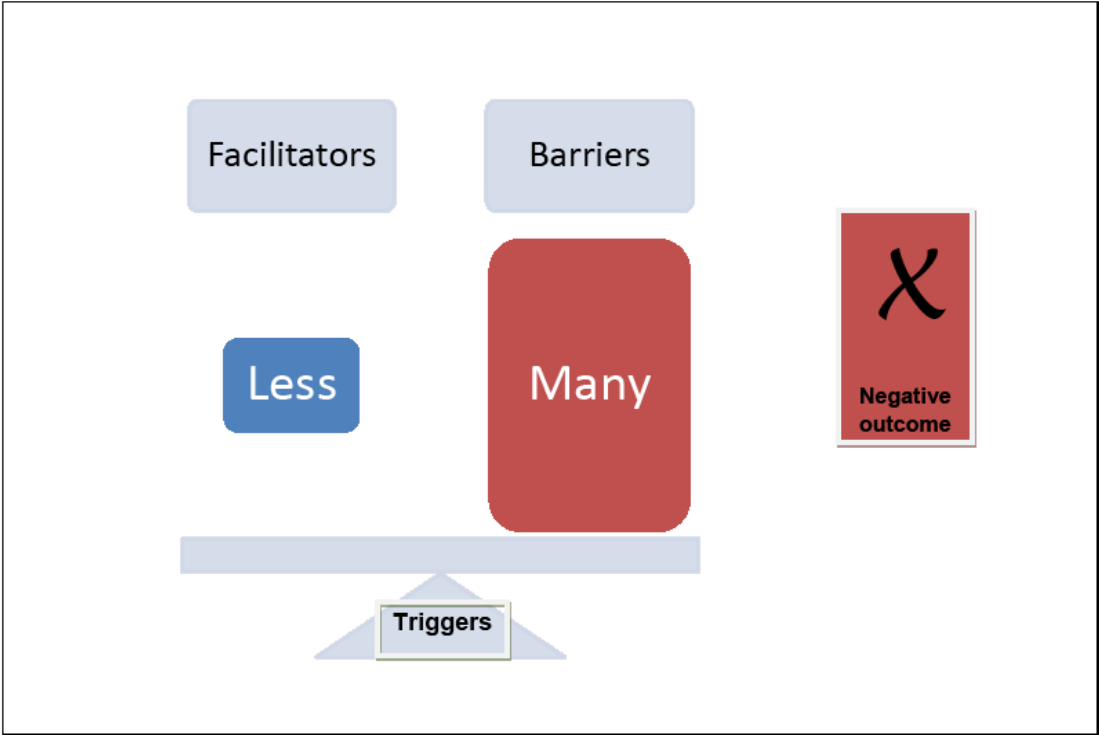 Facilitators
Barriers
Less
Many
X
Negative
outcome
Triggers